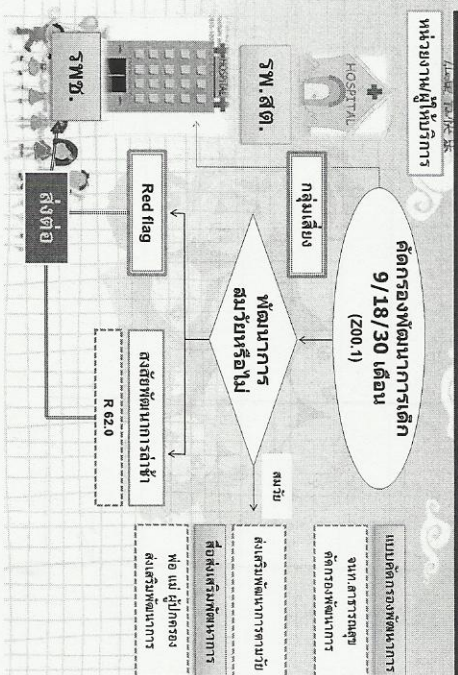 หน่วยงาน/ผู้ให้บริการ
HOSPITAL
รพ.สต.
HOSPITAL
รพช.
คัดกรองพัฒนาการเด็ก
9/18/30 เดือน
(Z00.1)
กลุ่มเสี่ยง
พัฒนาการ
สมวัยหรือไม่
สมวัย
Red flag
สงสัยพัฒนาการล่าช้า
R 62.0
ส่งต่อ
แบบคัดกรองพัฒนาการ
จนท.สาธารณสุข
คัดกรองพัฒนาการ
ส่งเสริมพัฒนาการตามวัย
สื่อส่งเสริมพัฒนาการ
พ่อ แม่ ผู้ปกครอง
ส่งเสริมพัฒนาการ